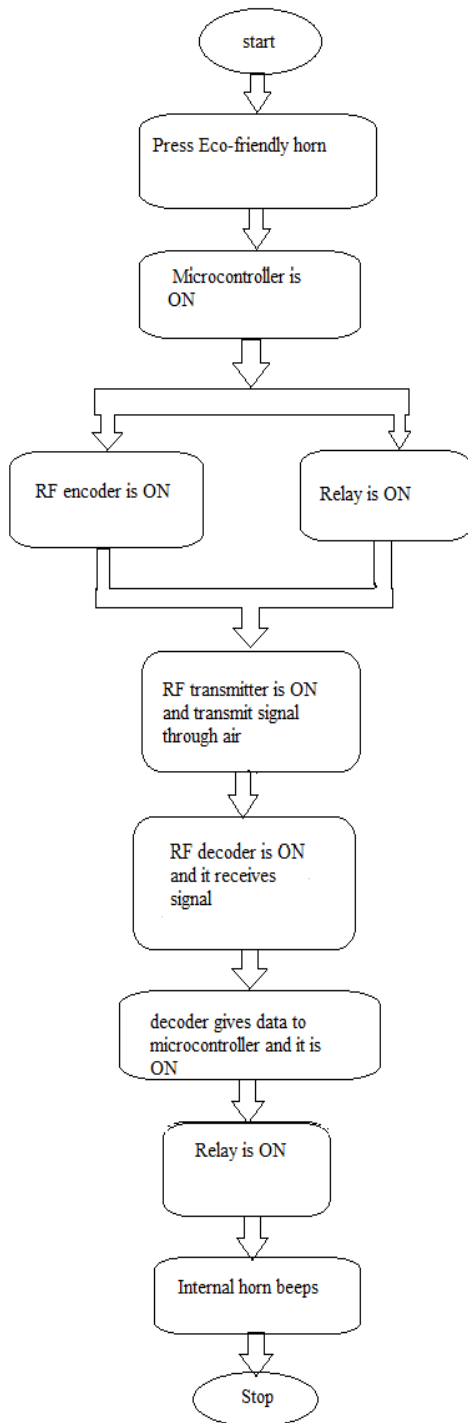 start
Press Eco-friendly horn
Microcontroller is
ON
RF encoder is ON
Relay is ON
RF transmitter is ON
and transmit signal
through air
RF decoder is ON
and it receives
signal
decoder gives data to
microcontroller and it is
ON
Relay is ON
Internal horn beeps
Stop